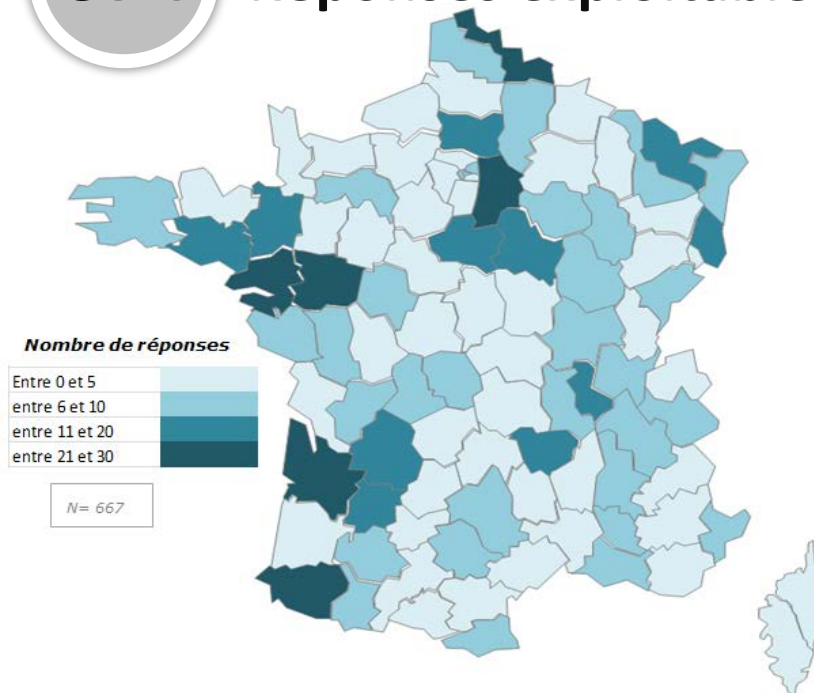 Nombre de réponses
Entre 0 et 5
entre 6 et 10
entre 11 et 20
entre 21 et 30
N= 667